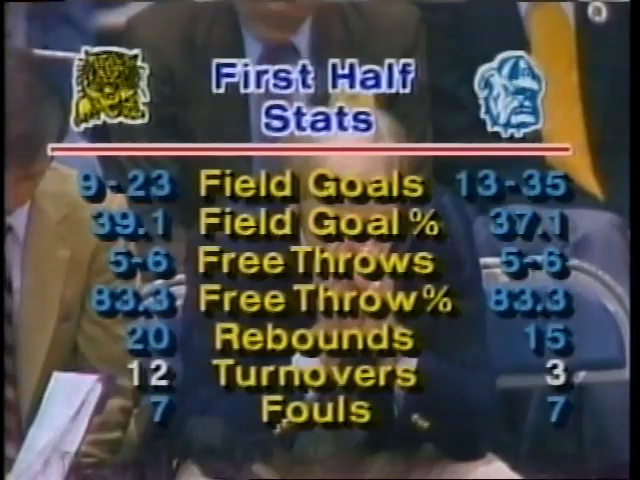 First Half
Stats
9-23 Field Goals 13-35
39.1 Field Goal % 37.1
5-6 Free Throws 5-6
83.3 Free Throw % 83.3
20 Rebounds 15
12 Turnovers 3
7 Fouls 7